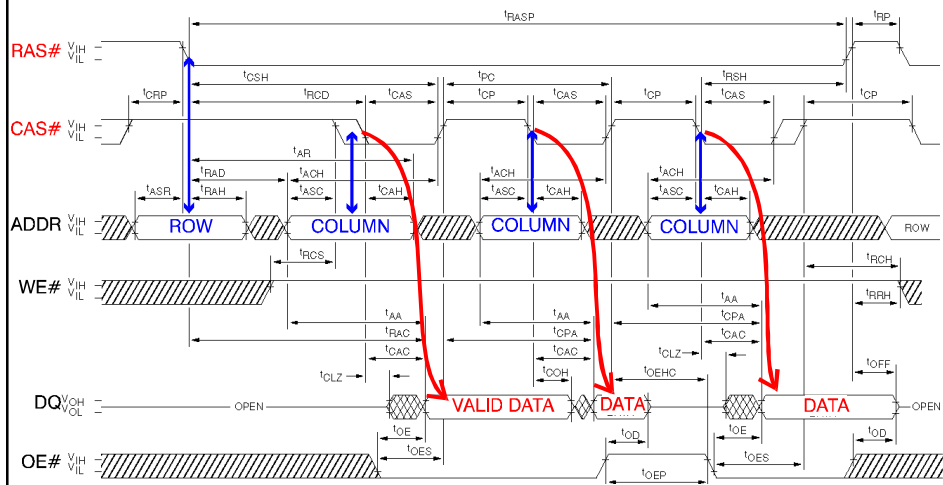 tRASP tRP
RAS# VIH
VIL
tCSH tPC tRSH
tCRP tRCD tCAS tCP tCAS tCP tCAS tCP
CAS# VIH
VIL
tAR
tRAD tACH tACH tACH
tASR tRAH tASC tCAH tASC tCAH tASC tCAH
ADDR VIH
VIL
ROW COLUMN COLUMN COLUMN ROW
tRCS tRCH
WE# VIH
VIL
tRRH
tAA tAA tAA
tRAC tCPA tCPA
tCAC tCAC tCAC
tCLZ tCOH tOEHC tCLZ tOFF
DQ VOH
VOL
OPEN VALID DATA DATA DATA OPEN
tOE tOD tOE tOD
tOES tOES
OE# VIH
VIL
tOEP